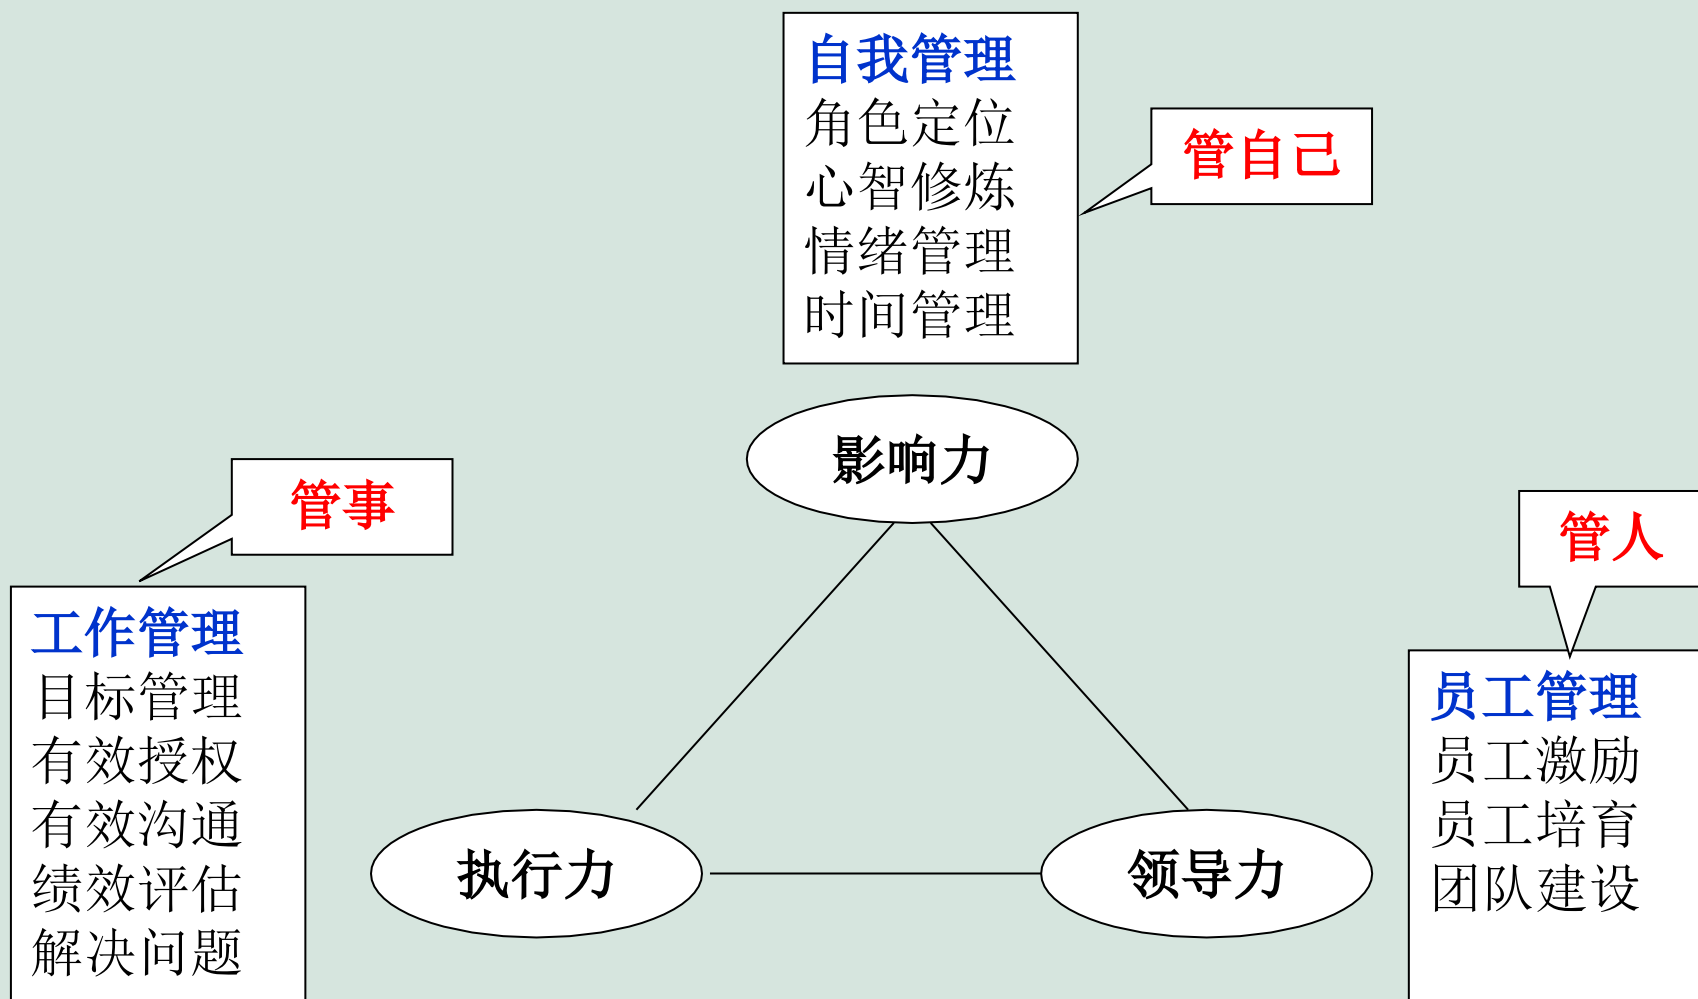 自我管理
角色定位
心智修炼
情绪管理
时间管理
管自己
影响力
管事
管人
工作管理
目标管理
有效授权
有效沟通
绩效评估
解决问题
员工管理
员工激励
员工培育
团队建设
执行力
领导力